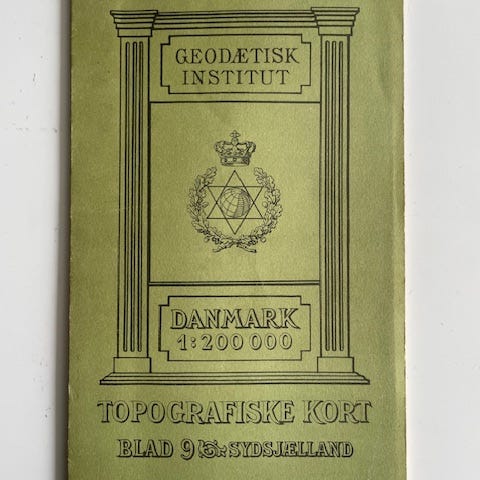 GEODÆTISK
INSTITUT
DANMARK
1:200 000
TOPOGRAFISKE KORT
BLAD 9 SYDSJÆLLAND